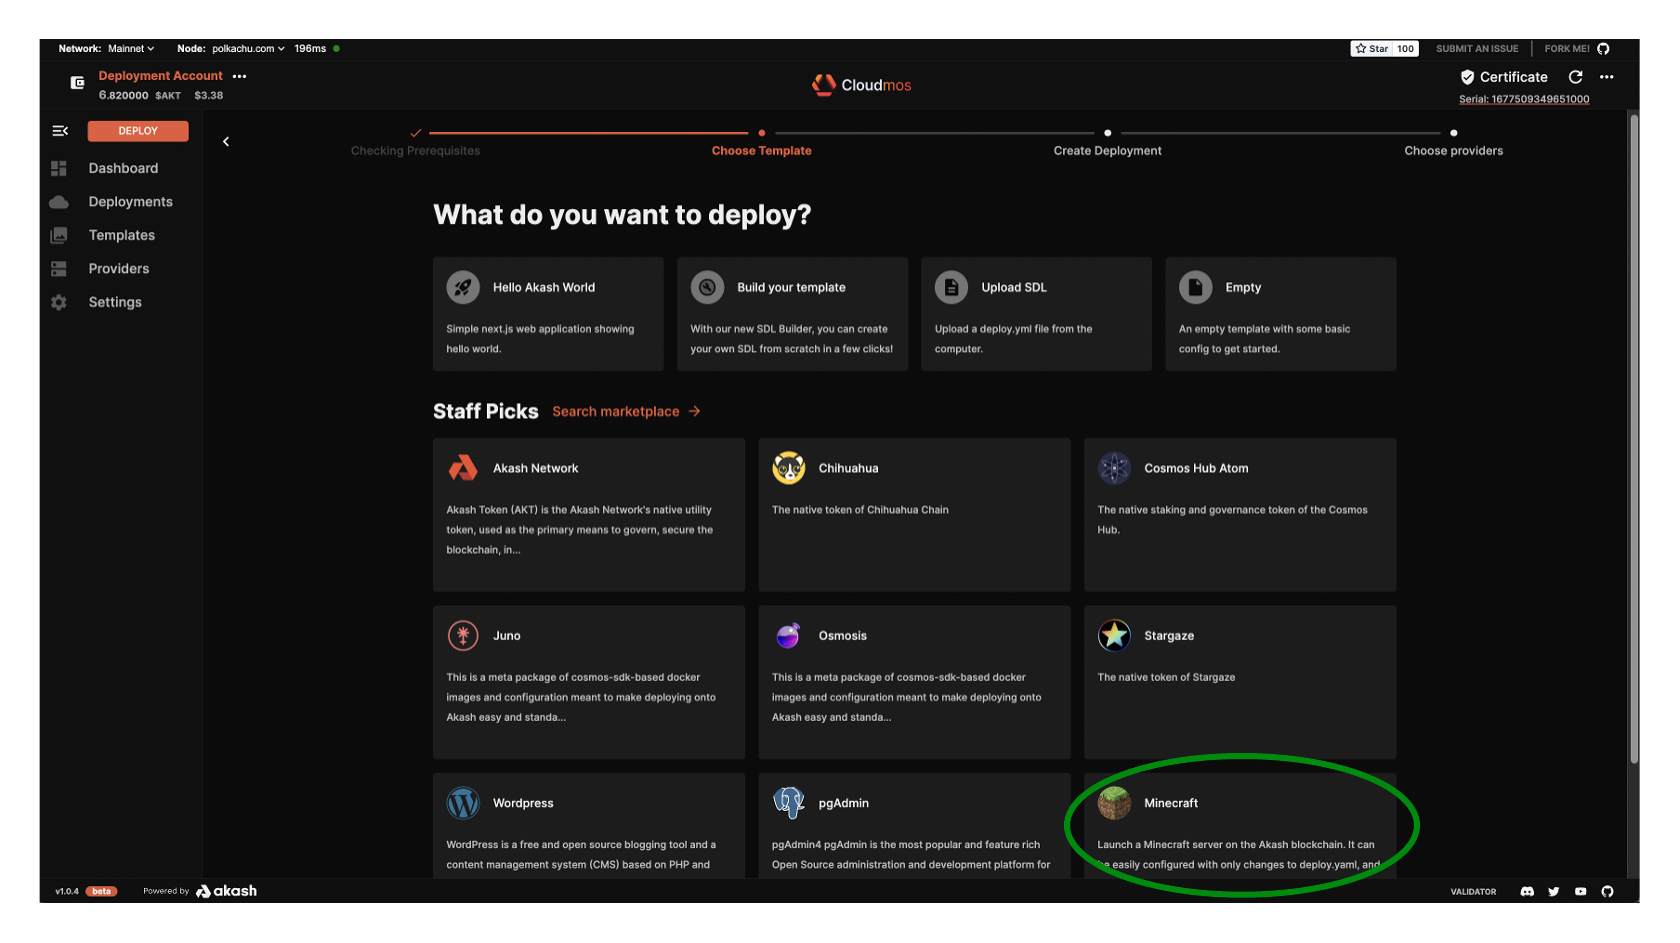 Network: Mainnet Node: polkachu.com 196ms Star 100 SUBMIT AN ISSUE FORK ME!
Deployment Account
6.820000 $AKT $3.38
Cloudmos
Certificate
Serial: 1677509349651000
DEPLOY
Dashboard
Deployments
Templates
Providers
Settings
Checking Prerequisites Choose Template Create Deployment Choose providers
What do you want to deploy?
Hello Akash World
Simple next.js web application showing
hello world.
Build your template
With our new SDL Builder, you can create
your own SDL from scratch in a few clicks!
Upload SDL
Upload a deploy.yml file from the
computer.
Empty
An empty template with some basic
config to get started.
Staff Picks Search marketplace
Akash Network
Akash Token (AKT) is the Akash Network's native utility
token, used as the primary means to govern, secure the
blockchain, in...
Chihuahua
The native token of Chihuahua Chain
Cosmos Hub Atom
The native staking and governance token of the Cosmos
Hub.
Juno
This is a meta package of cosmos-sdk-based docker
images and configuration meant to make deploying onto
Akash easy and standa...
Osmosis
This is a meta package of cosmos-sdk-based docker
images and configuration meant to make deploying onto
Akash easy and standa...
Stargaze
The native token of Stargaze
Wordpress
WordPress is a free and open source blogging tool and a
content management system (CMS) based on PHP and
pgAdmin
pgAdmin4 pgAdmin is the most popular and feature rich
Open Source administration and development platform for
Minecraft
Launch a Minecraft server on the Akash blockchain. It can
be easily configured with only changes to deploy.yaml, and
v1.0.4 beta Powered by akash VALIDATOR